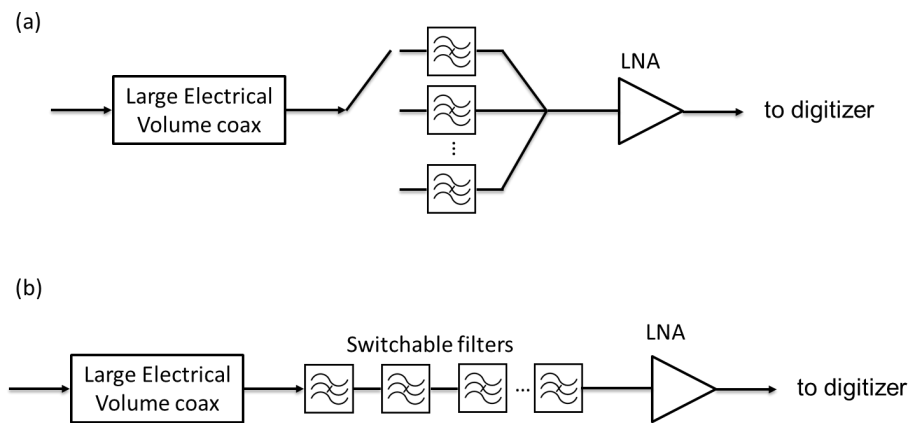 (a)
LNA
Large Electrical
Volume coax
to digitizer
...
(b)
LNA
Switchable filters
Large Electrical
Volume coax
...
to digitizer